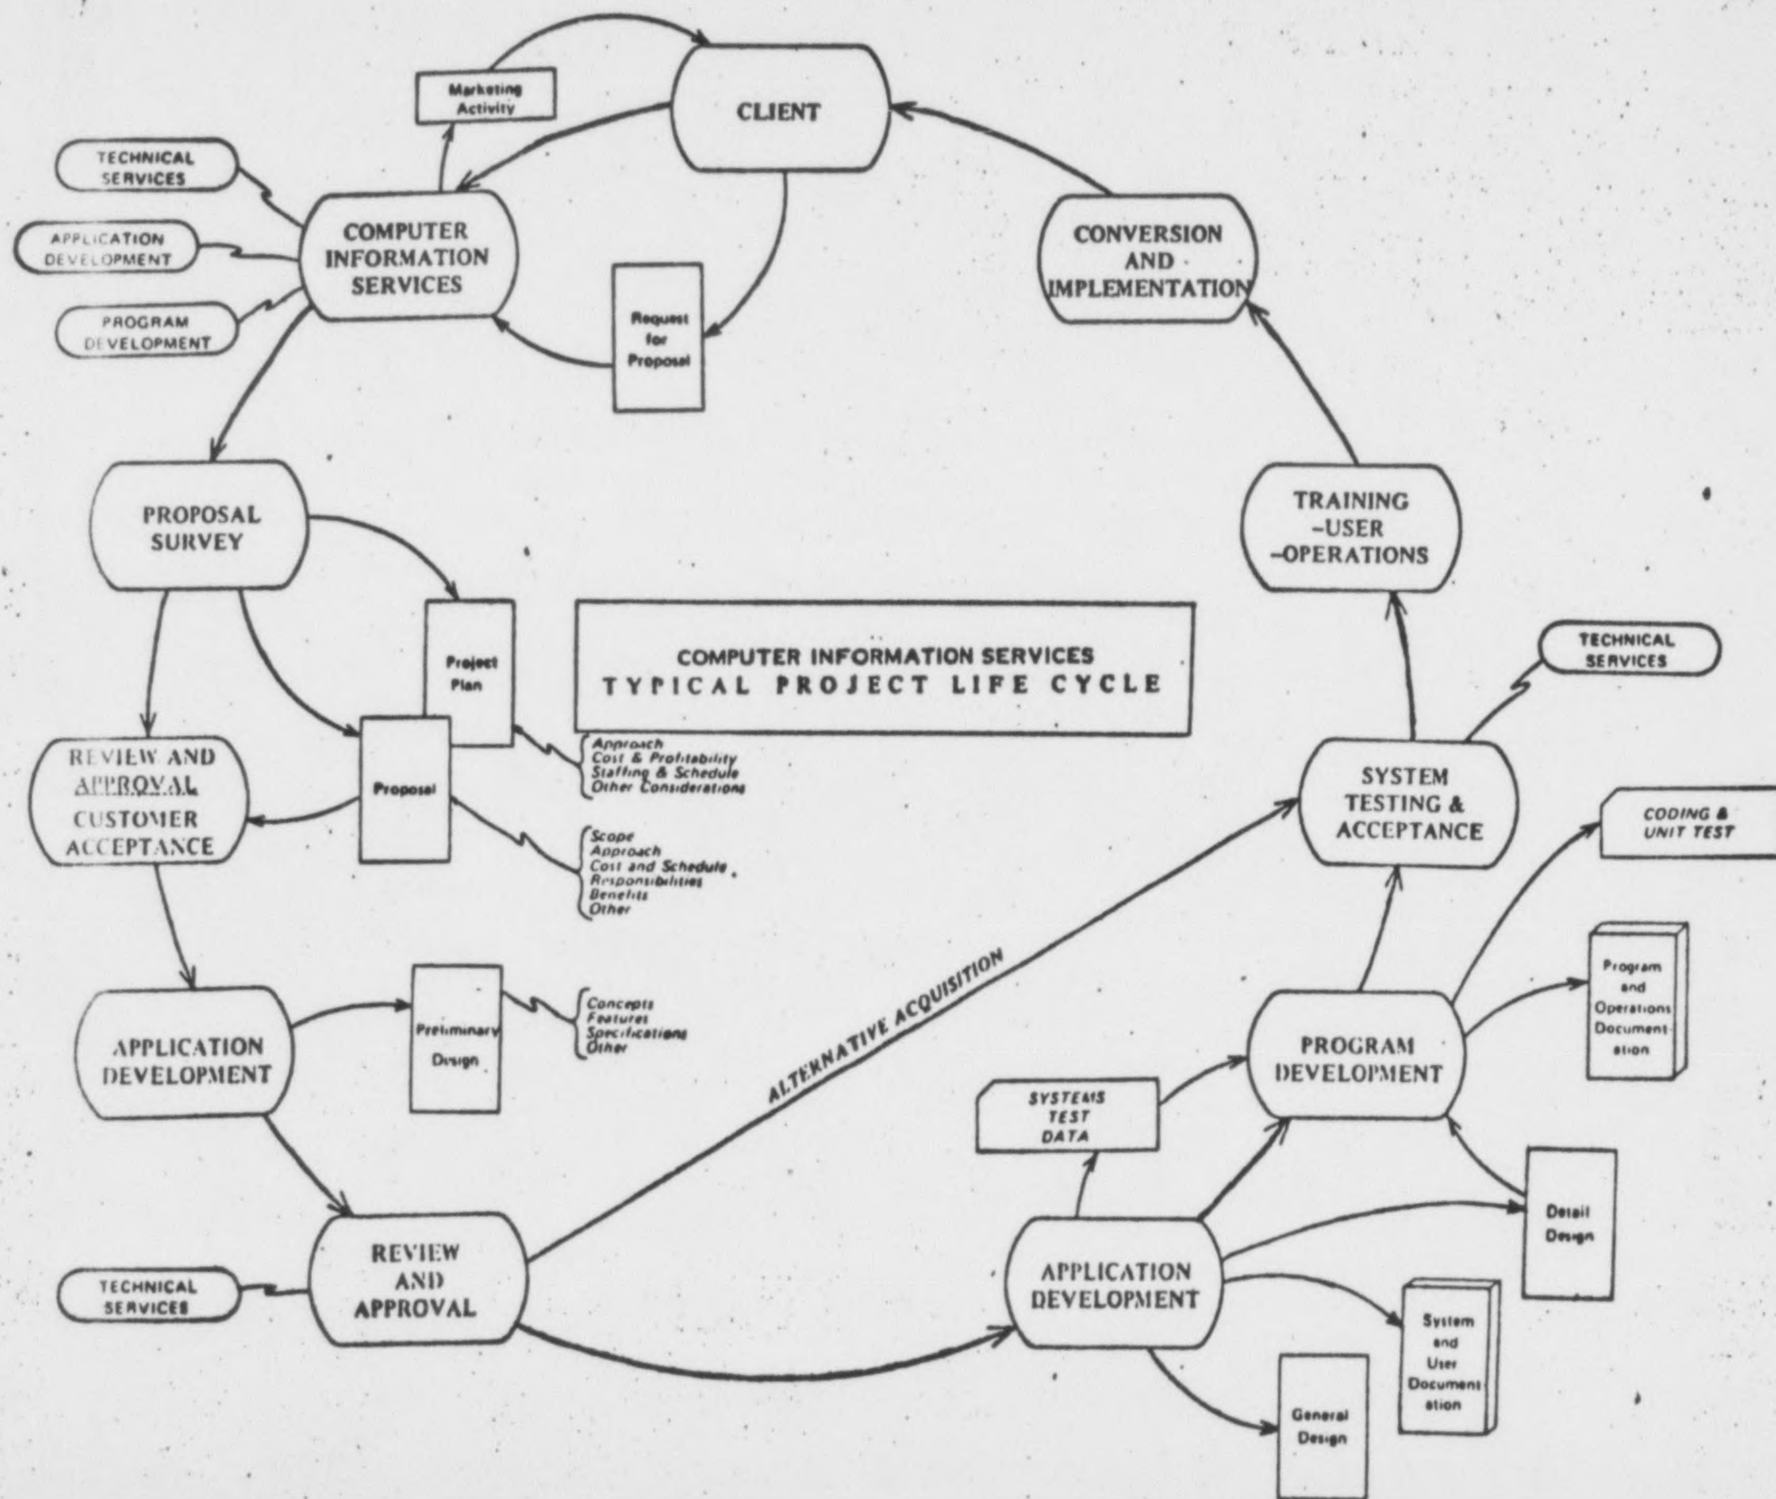 Marketing
Activity
CLIENT
TECHNICAL
SERVICES
APPLICATION
DEVELOPMENT
PROGRAM
DEVELOPMENT
COMPUTER
INFORMATION
SERVICES
Request
for
Proposal
CONVERSION
AND
IMPLEMENTATION
PROPOSAL
SURVEY
TRAINING
-USER
-OPERATIONS
Project
Plan
COMPUTER INFORMATION SERVICES
TYPICAL PROJECT LIFE CYCLE
TECHNICAL
SERVICES
Approach
Cost & Profitability
Staffing & Schedule
Other Considerations
REVIEW AND
APPROVAL
CUSTOMER
ACCEPTANCE
Proposal
Scope
Approach
Cost and Schedule
Responsibilities
Benefits
Other
SYSTEM
TESTING &
ACCEPTANCE
CODING &
UNIT TEST
ALTERNATIVE ACQUISITION
Program
and
Operations
Document-
ation
APPLICATION
DEVELOPMENT
Preliminary
Design
Concepts
Features
Specifications
Other
PROGRAM
DEVELOPMENT
SYSTEMS
TEST
DATA
Detail
Design
TECHNICAL
SERVICES
REVIEW
AND
APPROVAL
APPLICATION
DEVELOPMENT
System
and
User
Document
ation
General
Design